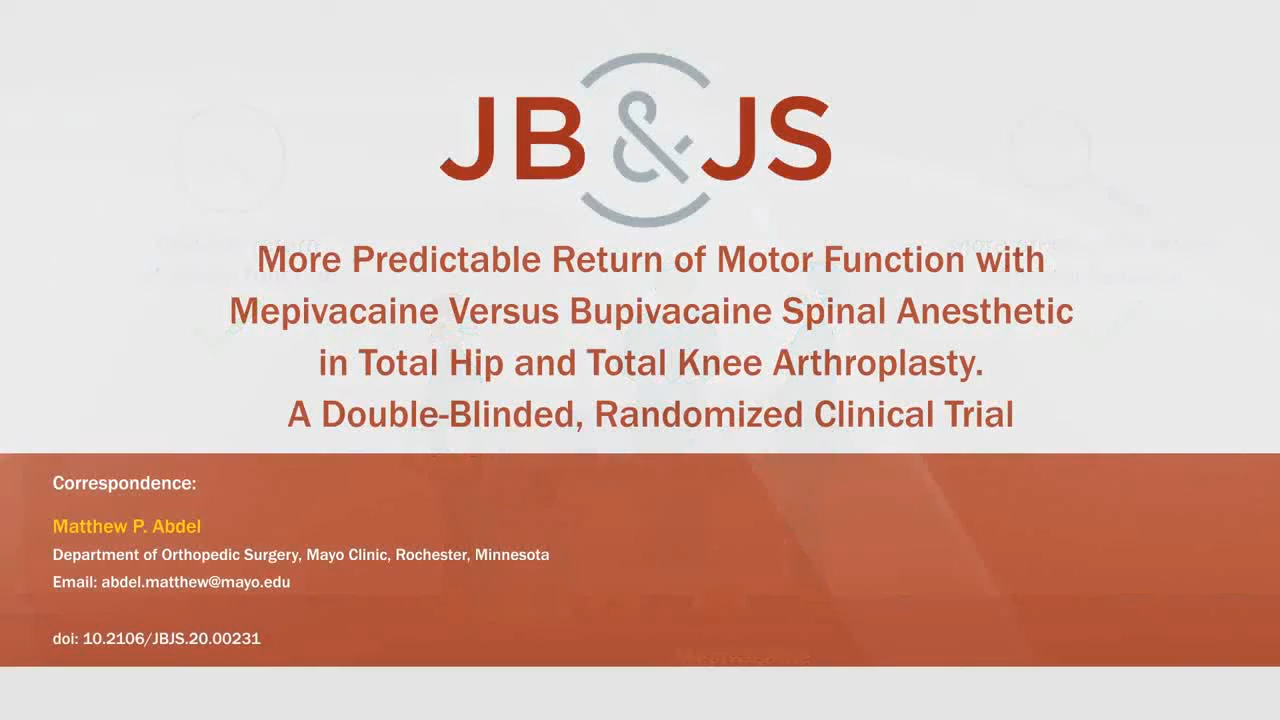 JB&JS
More Predictable Return of Motor Function with
Mepivacaine Versus Bupivacaine Spinal Anesthetic
in Total Hip and Total Knee Arthroplasty.
A Double-Blinded, Randomized Clinical Trial
Correspondence:
Matthew P. Abdel
Department of Orthopedic Surgery, Mayo Clinic, Rochester, Minnesota
Email: abdel.matthew@mayo.edu
doi: 10.2106/JBJS.20.00231